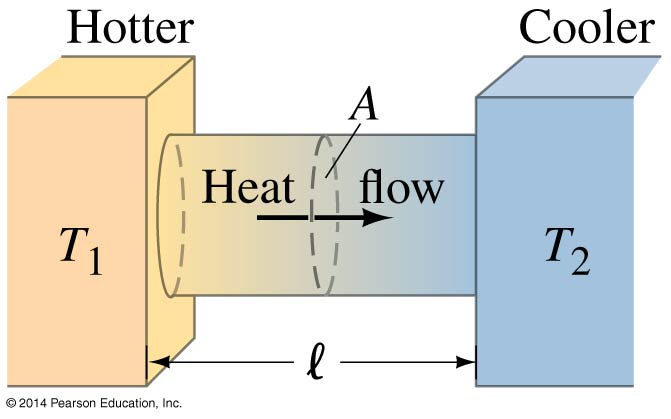 Hotter
Cooler
A
Heat flow
T1
T2
ℓ
© 2014 Pearson Education, Inc.